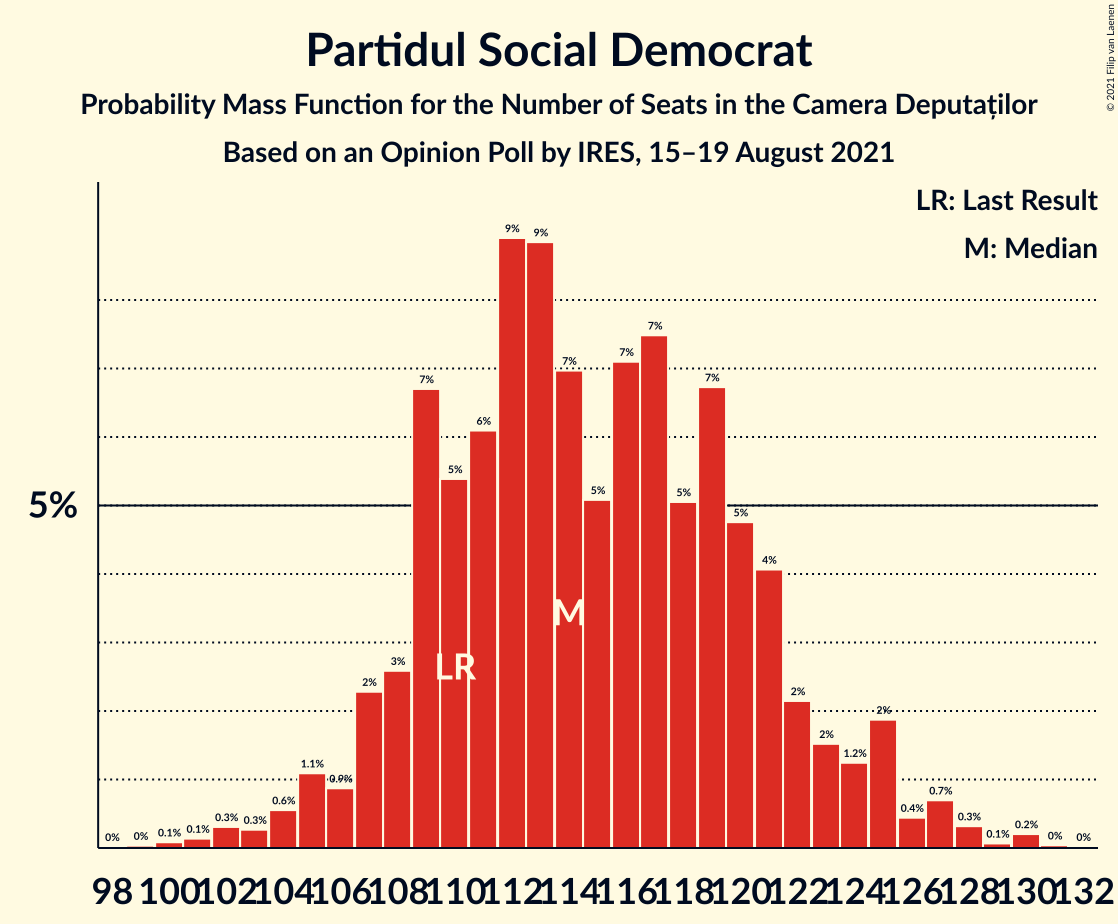 Partidul Social Democrat
Probability Mass Function for the Number of Seats in the Camera Deputaților
Based on an Opinion Poll by IRES, 15–19 August 2021
© 2021 Filip van Laenen
LR: Last Result
M: Median
5%
0% 0% 0.1% 0.1% 0.3% 0.3% 0.6% 1.1% 0.9% 2% 3% 7% 5% 6% 9% 9% 7% 5% 7% 7% 5% 7% 5% 4% 2% 2% 1.2% 2% 0.4% 0.7% 0.3% 0.1% 0.2% 0% 0%
LR
M
98 100 102 104 106 108 110 112 114 116 118 120 122 124 126 128 130 132